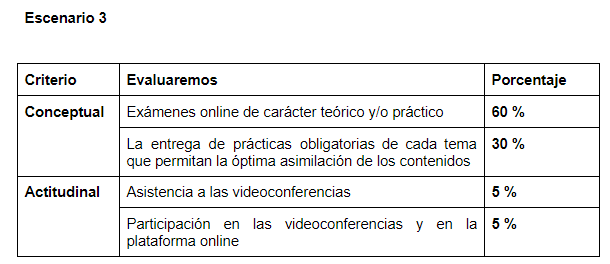 Escenario 3
Criterio Evaluaremos Porcentaje
Conceptual Exámenes online de carácter teórico y/o práctico 60 %
La entrega de prácticas obligatorias de cada tema 30 %
que permitan la óptima asimilación de los contenidos
Actitudinal Asistencia a las videoconferencias 5 %
Participación en las videoconferencias y en la 5 %
plataforma online